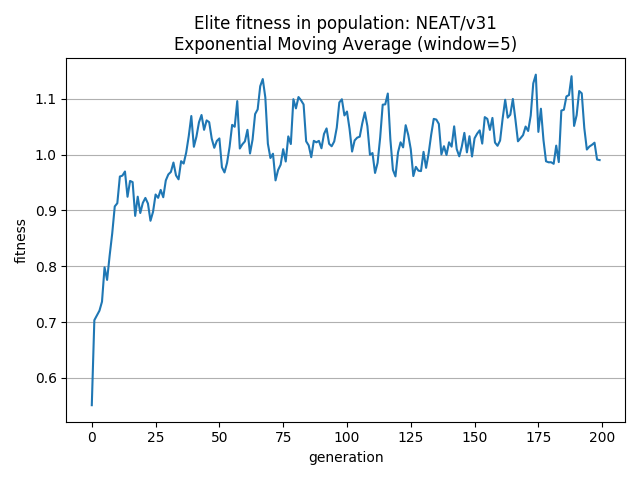 Elite fitness in population: NEAT/v31
Exponential Moving Average (window=5)
fitness
1.1
1.0
0.9
0.8
0.7
0.6
0 25 50 75 100 125 150 175 200
generation